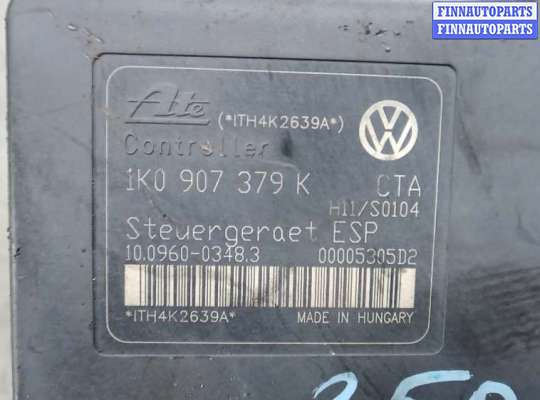 FINNAUTOPARTS
FINNAUTOPARTS
Ate (*ITH4K2639A*)
Controller
1K0 907 379 K CTA
H11/S0104
Steuergeraet ESP
10.0960-0348.3 00005305D2
*ITH4K2639A* MADE IN HUNGARY